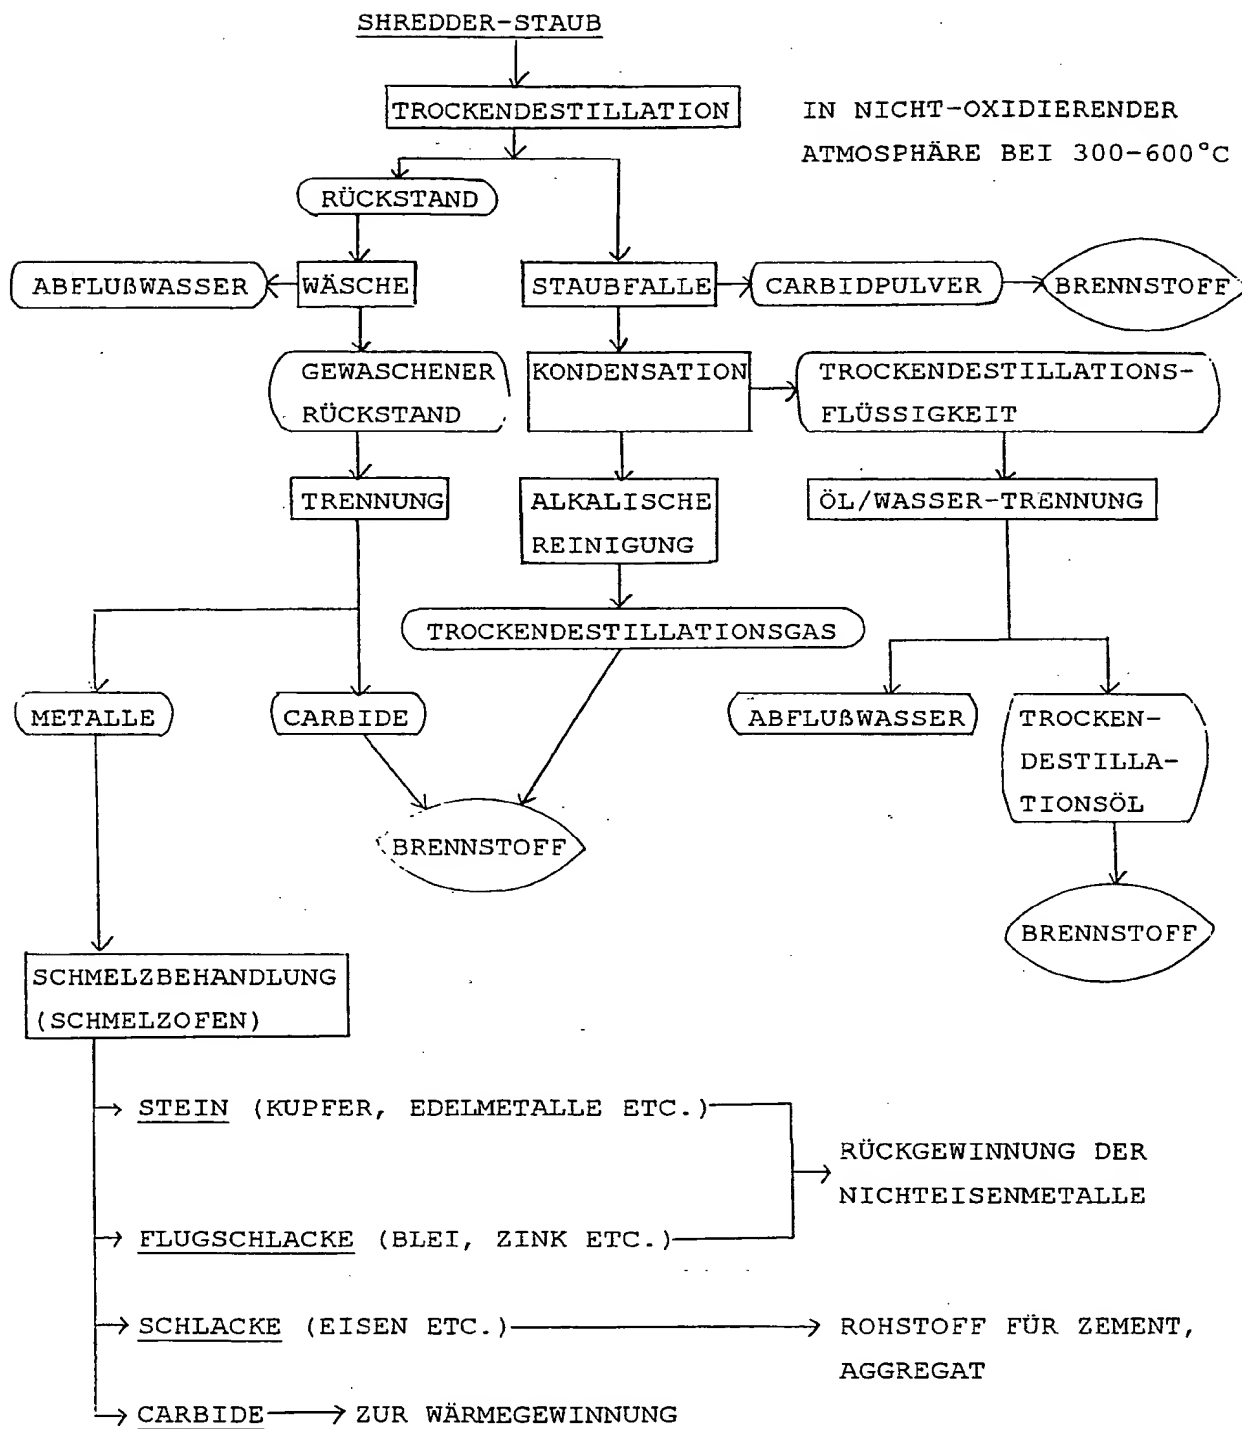 SHREDDER-STAUB
TROCKENDESTILLATION
IN NICHT-OXIDIERENDER
ATMOSPHÄRE BEI 300-600°C
RÜCKSTAND
ABFLUßWASSER
WÄSCHE
STAUBFALLE
CARBIDPULVER
BRENNSTOFF
GEWASCHENER
RÜCKSTAND
KONDENSATION
TROCKENDESTILLATIONS-
FLÜSSIGKEIT
TRENNUNG
ALKALISCHE
REINIGUNG
ÖL/WASSER-TRENNUNG
TROCKENDESTILLATIONSGAS
METALLE
CARBIDE
ABFLUßWASSER
TROCKEN-
DESTILLA-
TIONSÖL
BRENNSTOFF
BRENNSTOFF
SCHMELZBEHANDLUNG
(SCHMELZOFEN)
STEIN (KUPFER, EDELMETALLE ETC.)
RÜCKGEWINNUNG DER
NICHTEISENMETALLE
FLUGSCHLACKE (BLEI, ZINK ETC.)
SCHLACKE (EISEN ETC.)
ROHSTOFF FÜR ZEMENT,
AGGREGAT
CARBIDE
ZUR WÄRMEGEWINNUNG